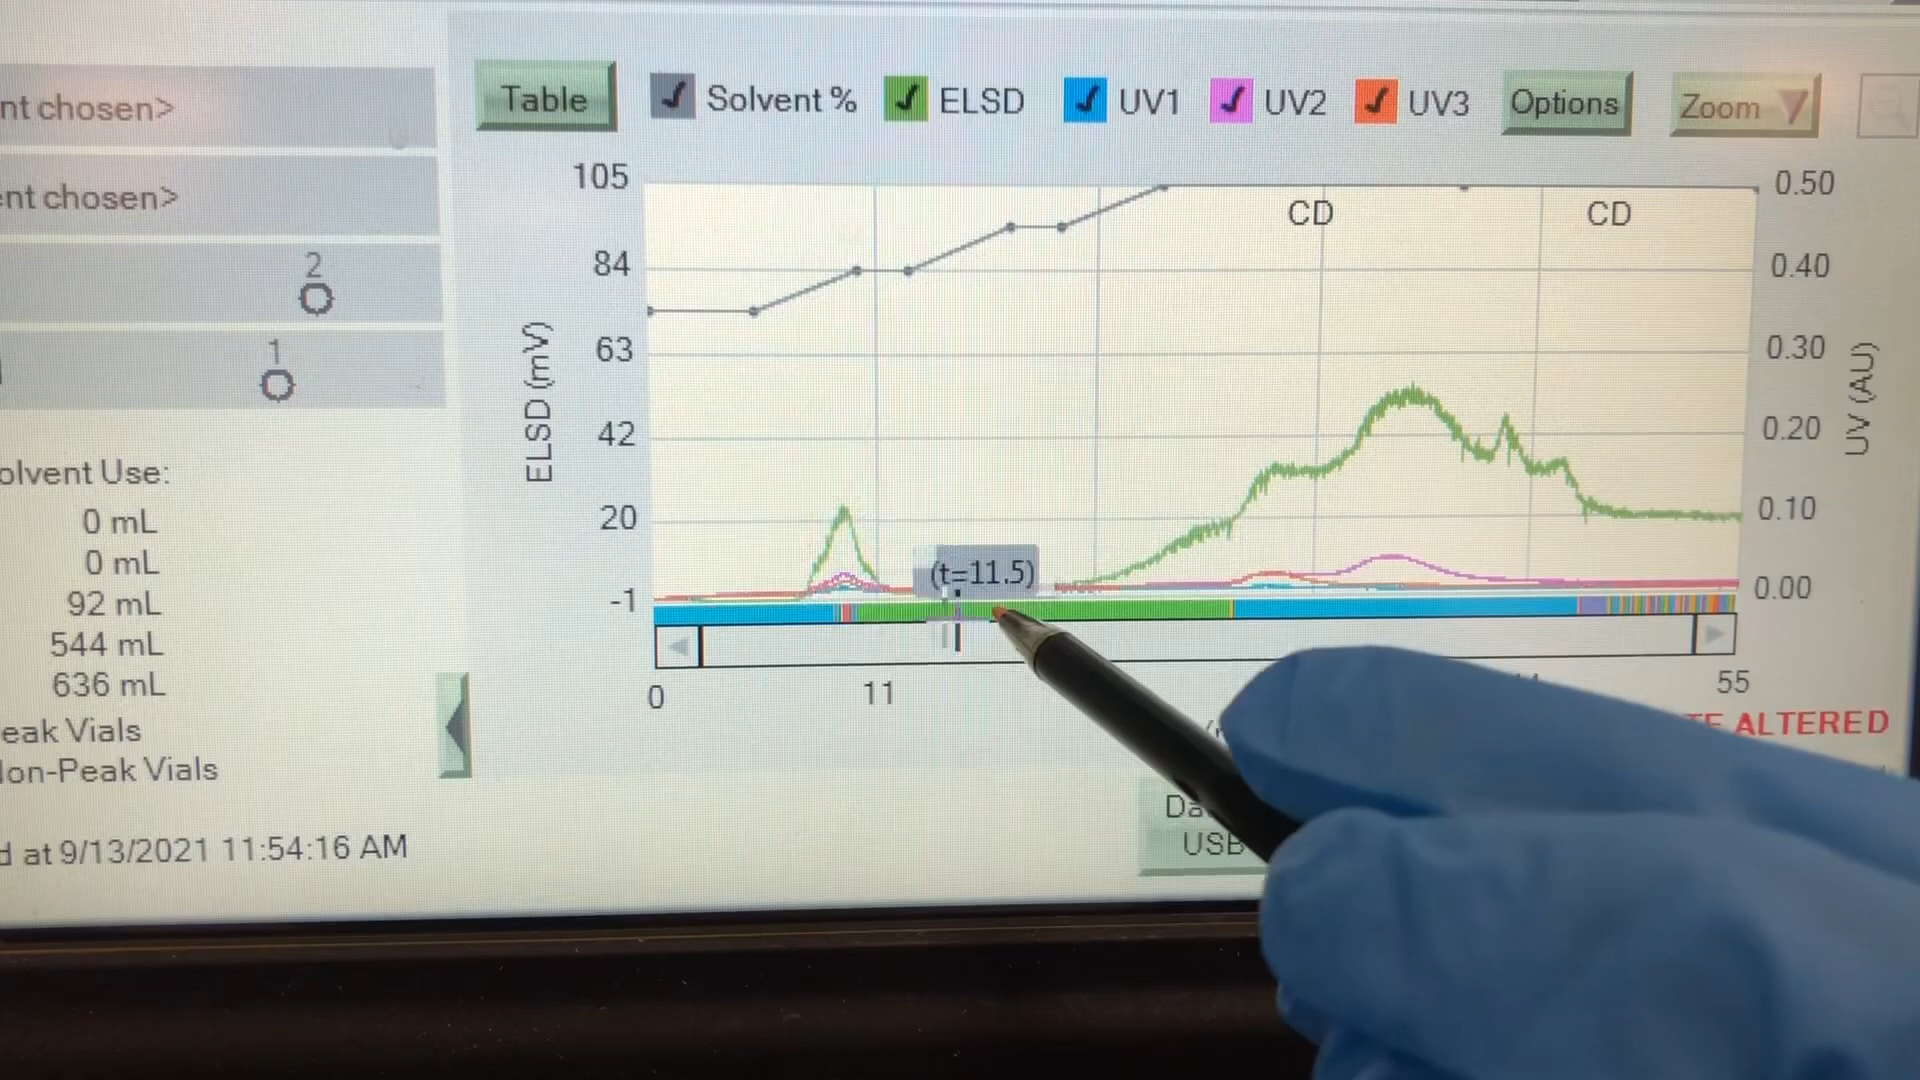 nt chosen>
ent chosen>
2
1
olvent Use:
0 mL
0 mL
92 mL
544 mL
636 mL
eak Vials
on-Peak Vials
d at 9/13/2021 11:54:16 AM
Table
Solvent %
ELSD
UV1
UV2
UV3
Options
Zoom
105
84
63
42
20
-1
ELSD (mV)
CD
CD
(t=11.5)
0.50
0.40
0.30
0.20
0.10
0.00
UV (AU)
0
11
55
ALTERED
USB